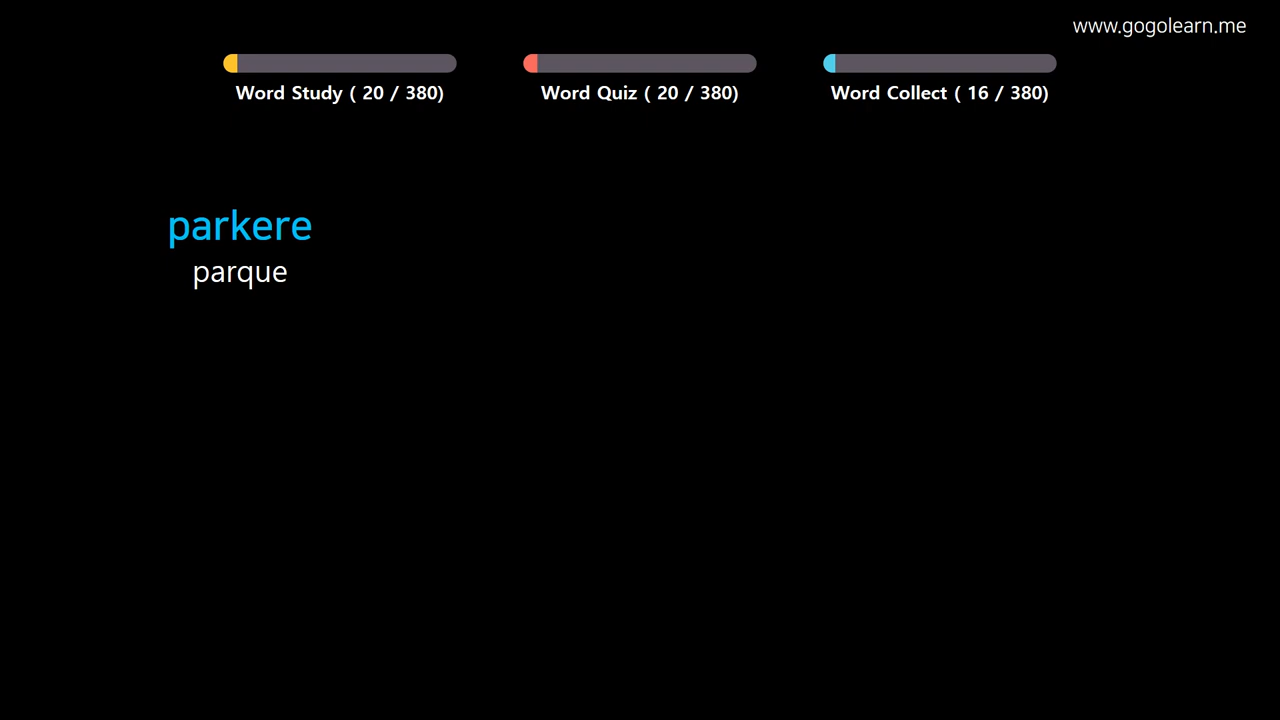 www.gogolearn.me
Word Study ( 20 / 380)
Word Quiz ( 20 / 380)
Word Collect ( 16 / 380)
parkere
parque